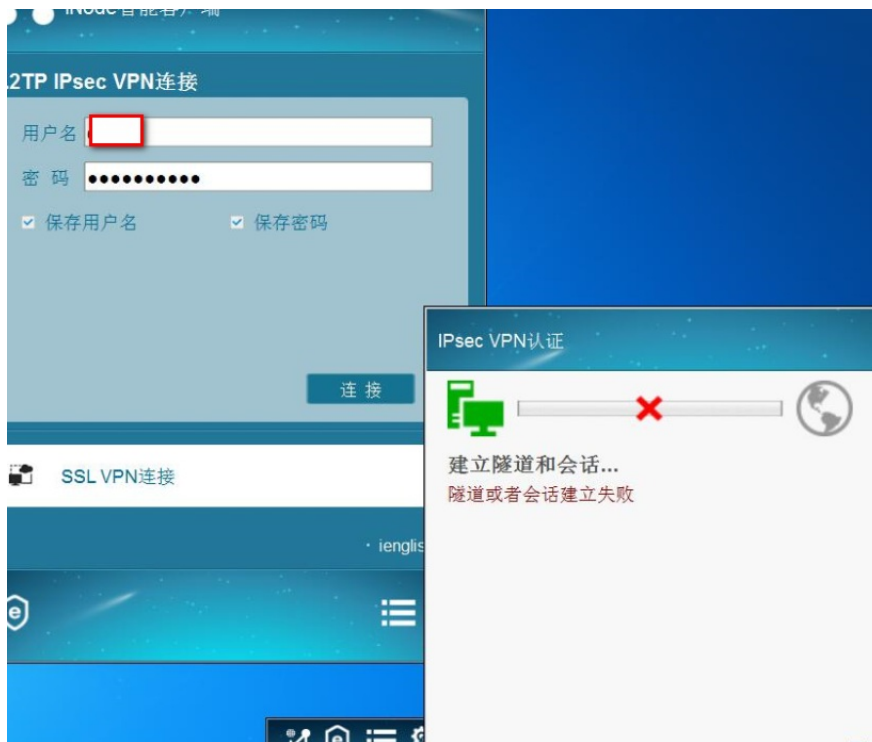 iNode智能客户端
2TP IPsec VPN连接
用户名
密 码 ●●●●●●●●●●
保存用户名 保存密码
连 接
SSL VPN连接
· ienglis
IPsec VPN认证
建立隧道和会话...
隧道或者会话建立失败